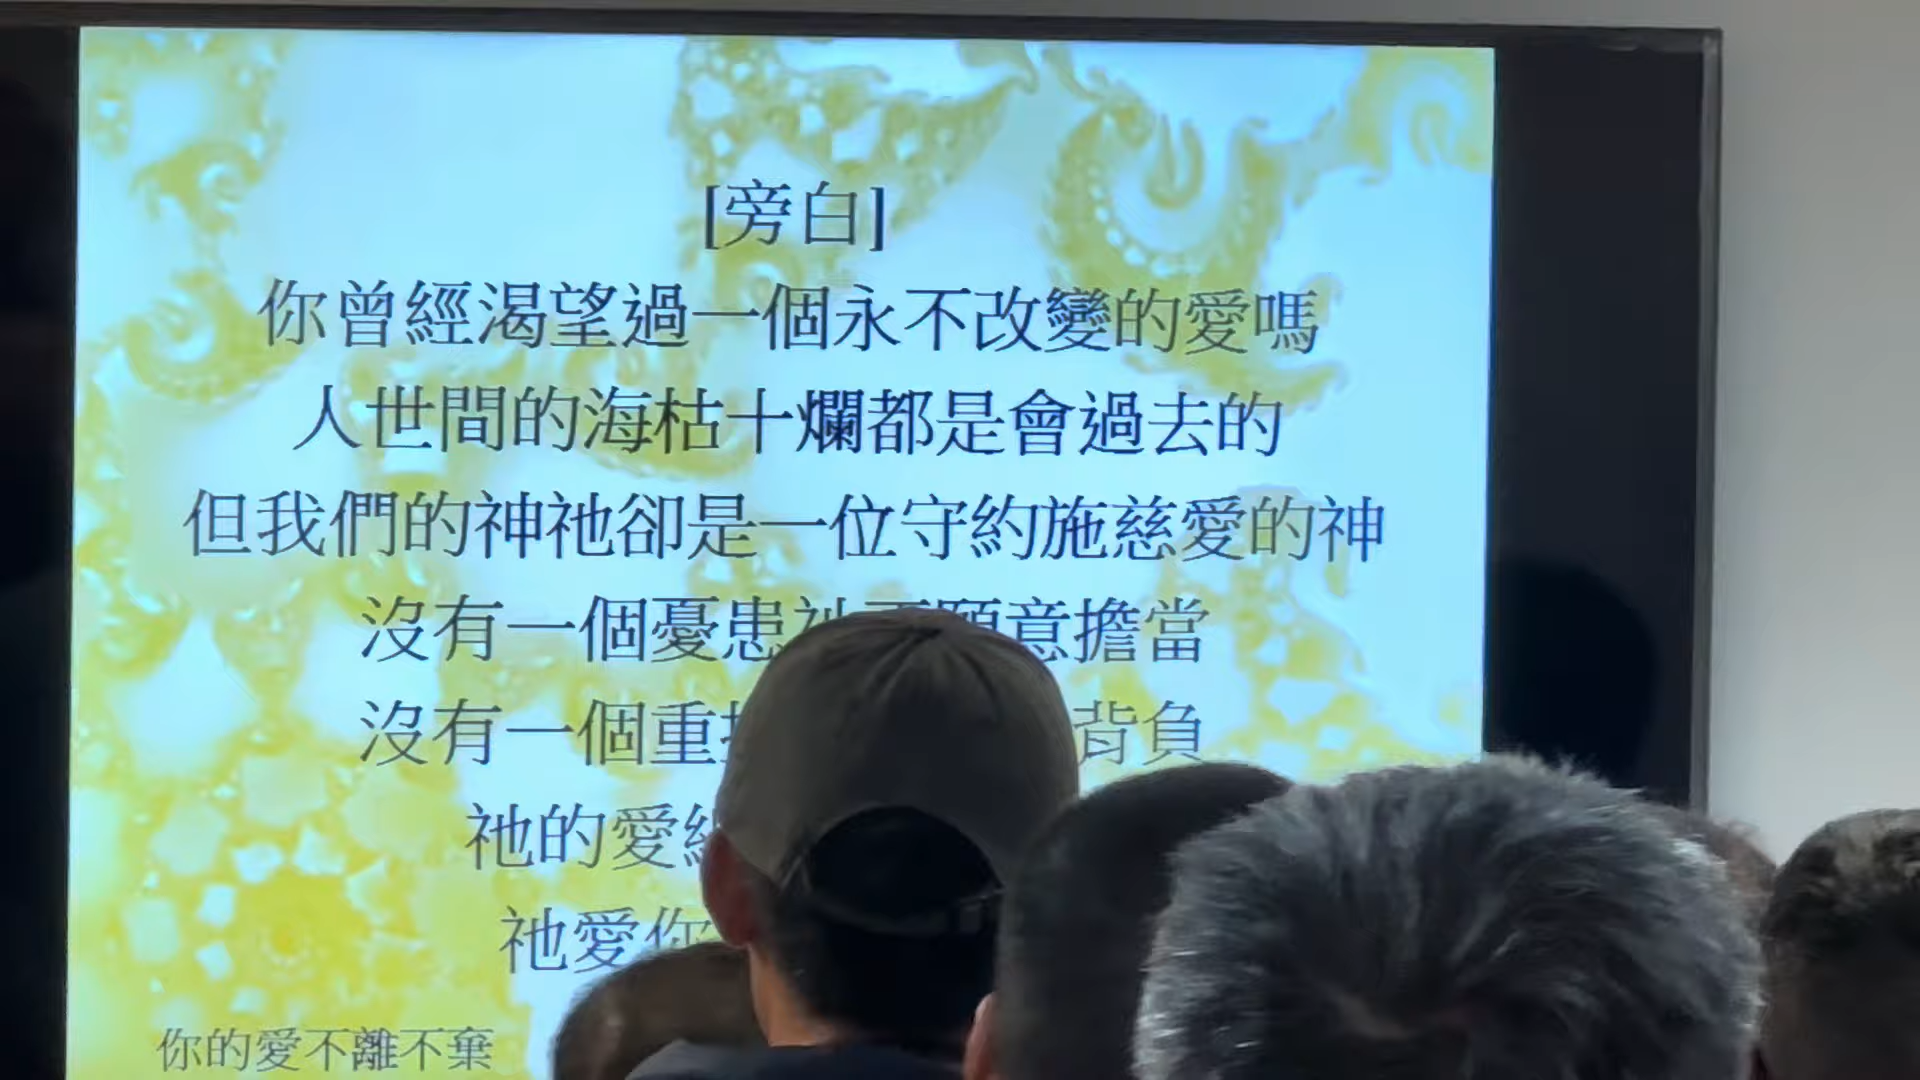 [旁白]
你曾經渴望過一個永不改變的愛嗎
人世間的海枯十爛都是會過去的
但我們的神祂卻是一位守約施慈愛的神
沒有一個憂患 願意擔當
沒有一個重 背負
祂的愛
祂愛你
你的愛不離不棄